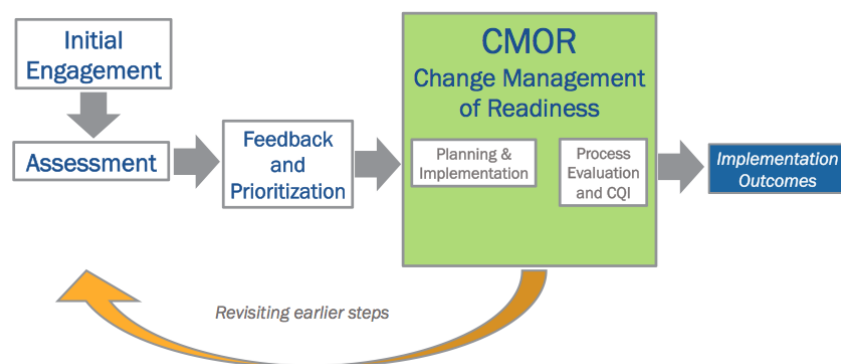 Initial
Engagement
Assessment
Feedback
and
Prioritization
CMOR
Change Management
of Readiness
Planning &
Implementation
Process
Evaluation
and CQI
Implementation
Outcomes
Revisiting earlier steps